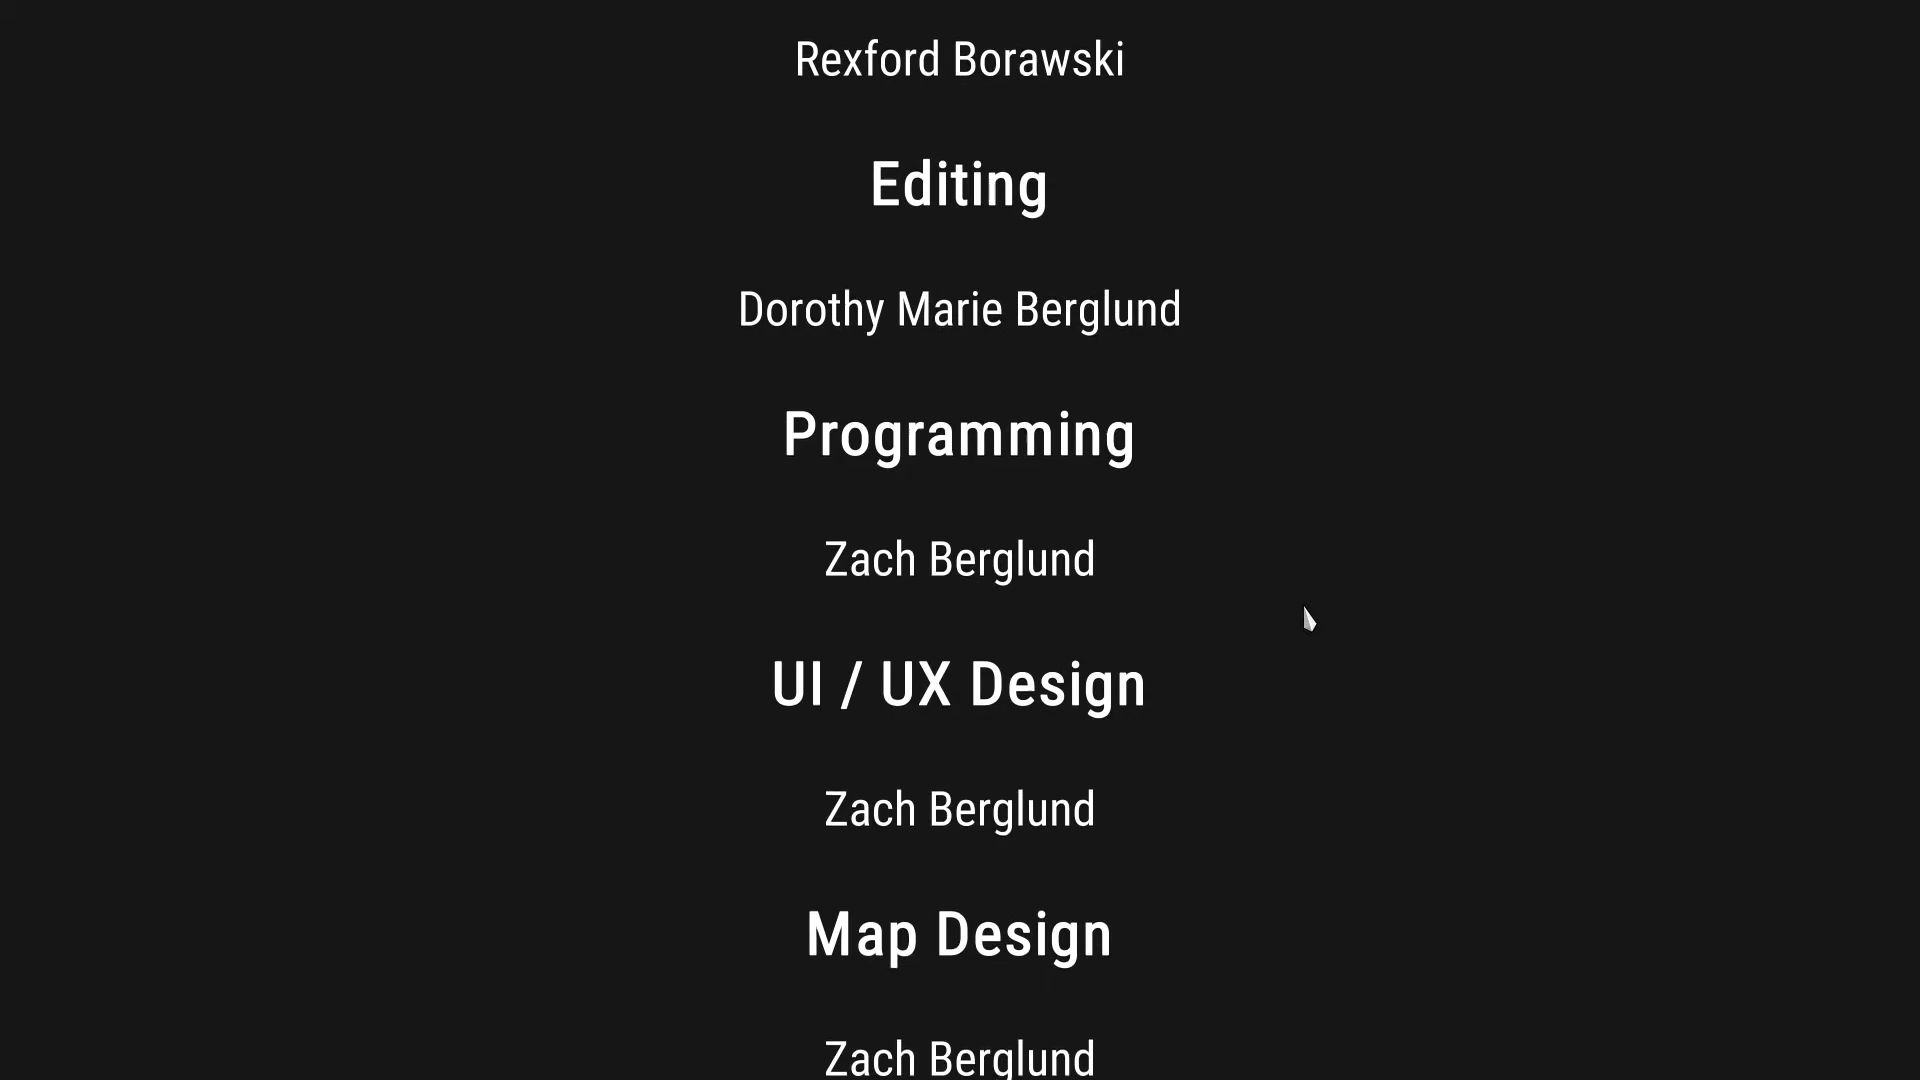 Rexford Borawski
Editing
Dorothy Marie Berglund
Programming
Zach Berglund
UI / UX Design
Zach Berglund
Map Design
Zach Berglund